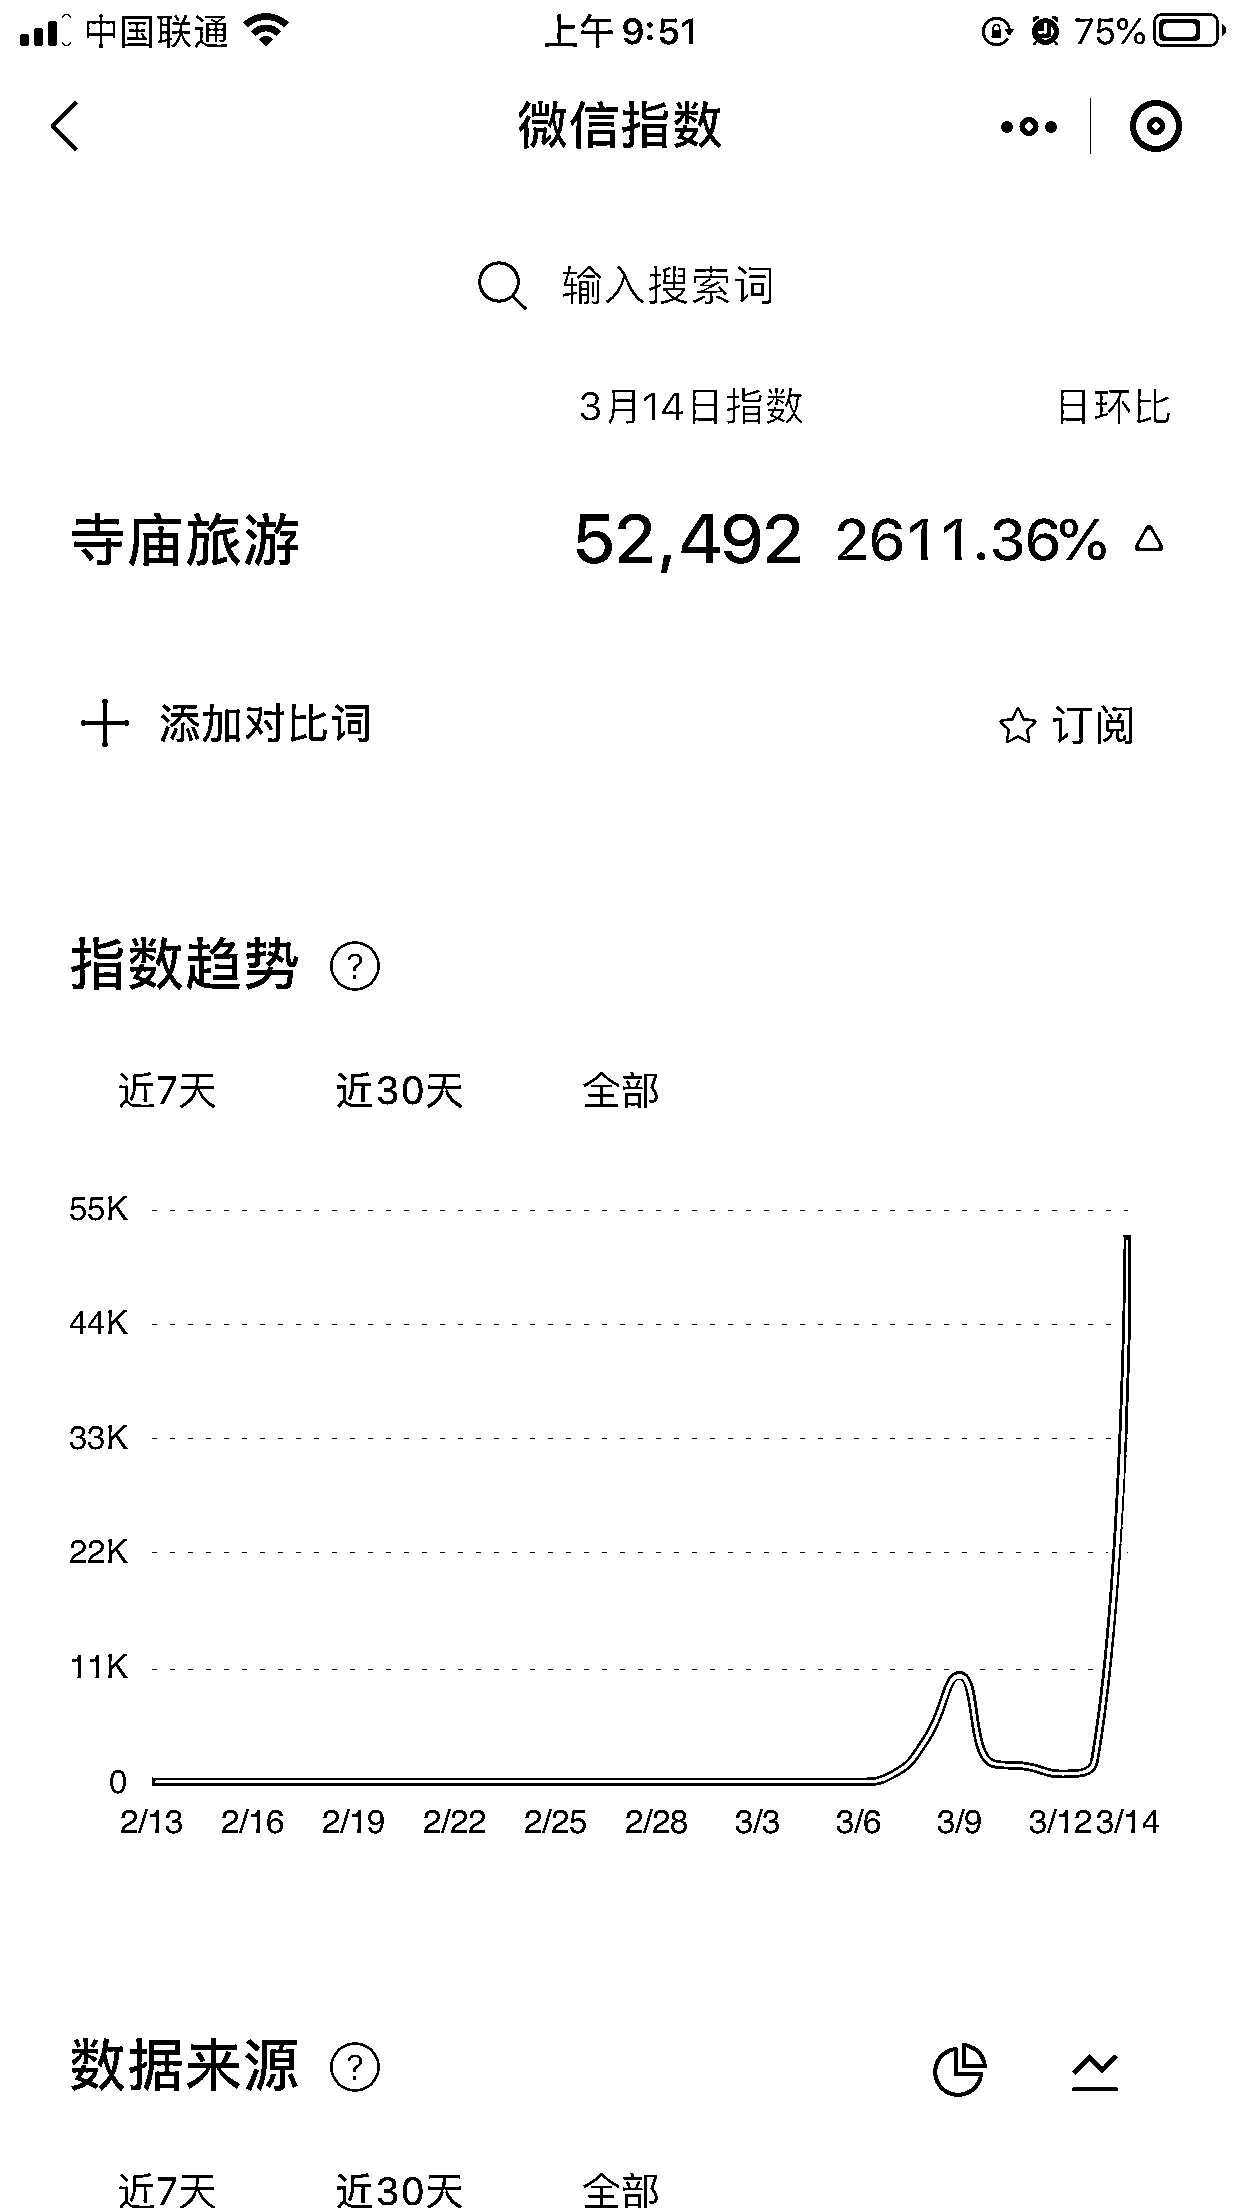 中国联通 上午 9:51 75%
微信指数
输入搜索词
3月14日指数 日环比
寺庙旅游 52,492 2611.36%
添加对比词 订阅
指数趋势 ?
近7天 近30天 全部
55K
44K
33K
22K
11K
0
2/13 2/16 2/19 2/22 2/25 2/28 3/3 3/6 3/9 3/12 3/14
数据来源 ?
近7天 近30天 全部